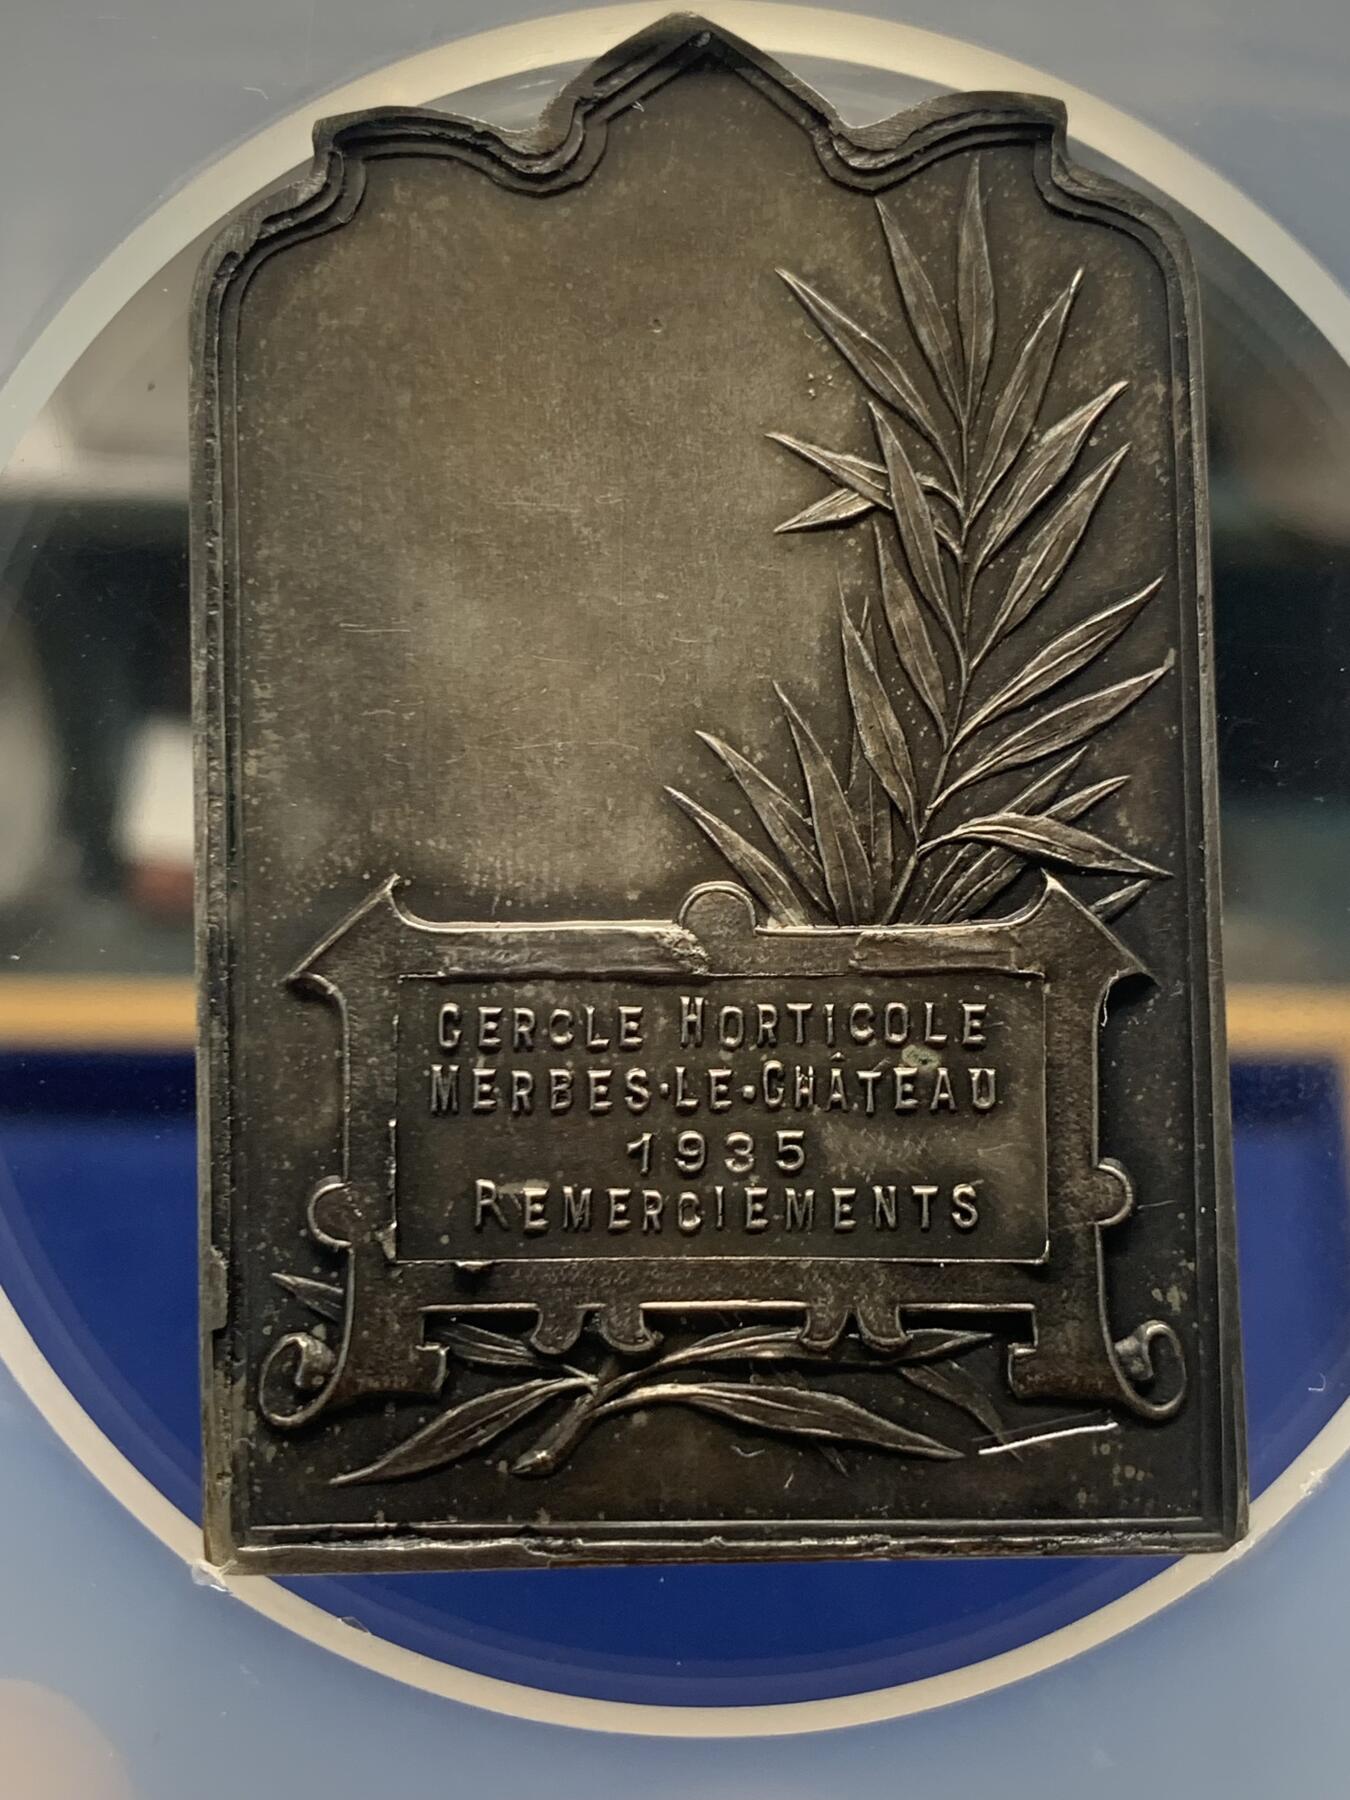 CERCLE HORTICOLE
MERBES·LE·CHÂTEAU
1935
REMERCIEMENTS